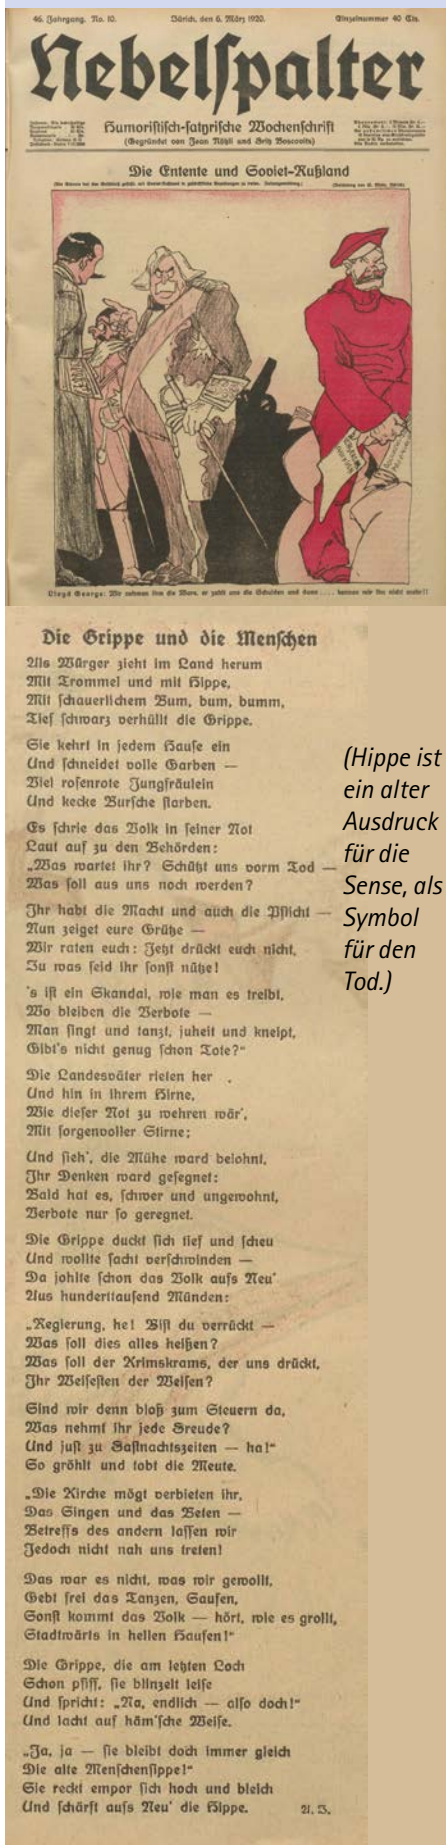 46. Jahrgang. No. 10.
Zürich, den 6. März 1920.
Einzelnummer 40 Cts.
Nebelspalter
Humoristisch-satyrische Wochenschrift
(Gegründet von Jean Nötzli und Fritz Boscovits)
Die Entente und Soviet-Rußland
Lloyd George: Wir nehmen ihm die Ware, er zahlt uns die Schulden und dann .... kennen wir ihn nicht mehr!!
Die Grippe und die Menschen
Als Würger zieht im Land herum
Mit Trommel und mit Hippe,
Mit schauerlichem Bum, bum, bumm,
Tief schwarz verhüllt die Grippe.
Sie kehrt in jedem Hause ein
Und schneidet volle Garben —
Viel rosenrote Jungfräulein
Und kecke Bursche starben.
Es schrie das Volk in seiner Not
Laut auf zu den Behörden:
„Was wartet ihr? Schützt uns vorm Tod —
Was soll aus uns noch werden?
Ihr habt die Macht und auch die Pflicht —
Nun zeiget eure Grütze —
Wir raten euch: Jetzt drückt euch nicht,
Zu was seid ihr sonst nütze!
's ist ein Skandal, wie man es treibt,
Wo bleiben die Verbote —
Man singt und tanzt, juheit und kneipt,
Gibt's nicht genug schon Tote?"
Die Landesväter rieten her
Und hin in ihrem Hirne,
Wie dieser Not zu wehren wär',
Mit sorgenvoller Stirne;
Und sieh', die Mühe ward belohnt,
Ihr Denken ward gesegnet:
Bald hat es, schwer und ungewohnt,
Verbote nur so geregnet.
Die Grippe duckt sich tief und scheu
Und wollte sacht verschwinden —
Da johlte schon das Volk aufs Neu'
Aus hunderttausend Münden:
„Regierung, he! Bist du verrückt —
Was soll dies alles heißen?
Was soll der Krimskrams, der uns drückt,
Ihr Weisesten der Weisen?
Sind wir denn bloß zum Steuern da,
Was nehmt ihr jede Freude?
Und just zu Fastnachtszeiten — ha!"
So gröhlt und tobt die Meute.
„Die Kirche mögt verbieten ihr,
Das Singen und das Beten —
Betreffs des andern lassen wir
Jedoch nicht nah uns treten!
Das war es nicht, was wir gewollt,
Gebt frei das Tanzen, Saufen,
Sonst kommt das Volk — hört, wie es grollt,
Stadtwärts in hellen Haufen!"
Die Grippe, die am letzten Loch
Schon pfiff, sie blinzelt leise
Und spricht: „Na, endlich — also doch!"
Und lacht auf häm'sche Weise.
„Ja, ja — sie bleibt doch immer gleich
Die alte Menschensippe!"
Sie reckt empor sich hoch und bleich
Und schärft aufs Neu' die Hippe.
(Hippe ist
ein alter
Ausdruck
für die
Sense, als
Symbol
für den
Tod.)